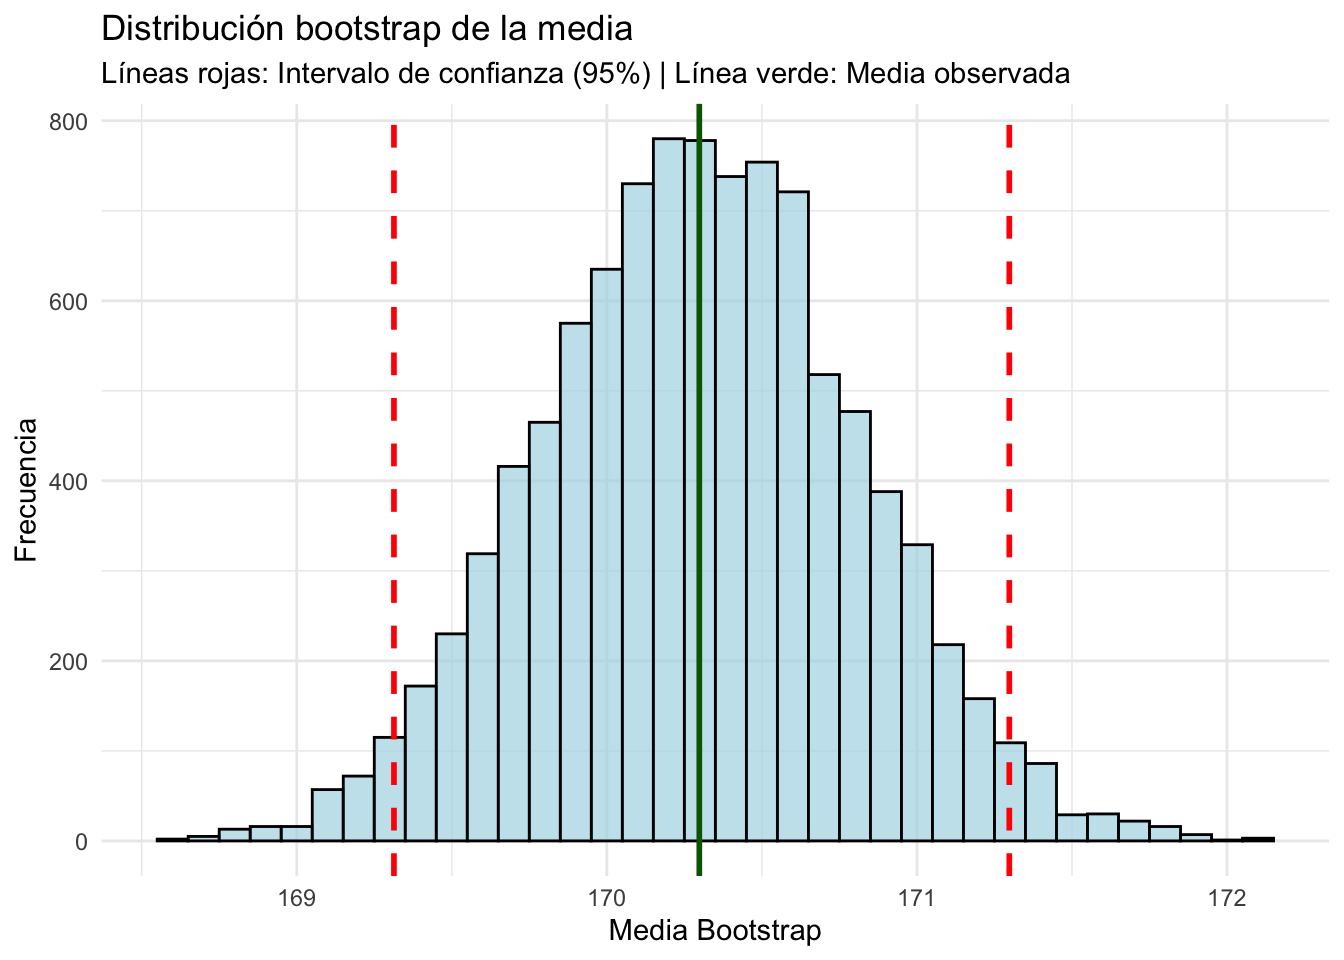 Distribución bootstrap de la media
Líneas rojas: Intervalo de confianza (95%) | Línea verde: Media observada
800
600
400
200
0
Frecuencia
169 170 171 172
Media Bootstrap